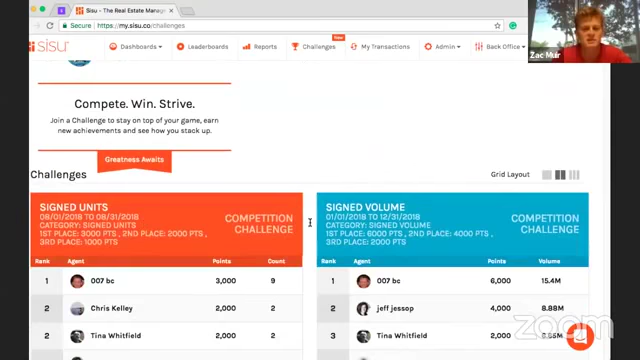 Sisu - The Real Estate Manage
Secure
https://my.sisu.co/challenges
sisu
Dashboards
Leaderboards
Reports
New
Challenges
My Transactions
Admin
Back Office
Zac Muir
Compete. Win. Strive.
Join a Challenge to stay on top of your game, earn
new achievements and see how you stack up.
Greatness Awaits
Challenges
Grid Layout
SIGNED UNITS
08/01/2018 TO 08/31/2018
CATEGORY: SIGNED UNITS
1ST PLACE: 3000 PTS , 2ND PLACE: 2000 PTS ,
3RD PLACE: 1000 PTS
COMPETITION
CHALLENGE
Rank Agent Points Count
1 007 bc 3,000 9
2 Chris Kelley 2,000 2
2 Tina Whitfield 2,000 2
SIGNED VOLUME
01/01/2018 TO 12/31/2018
CATEGORY: SIGNED VOLUME
1ST PLACE: 6000 PTS , 2ND PLACE: 4000 PTS ,
3RD PLACE: 2000 PTS
COMPETITION
CHALLENGE
Rank Agent Points Volume
1 007 bc 6,000 15.4M
2 jeff jessop 4,000 8.88M
3 Tina Whitfield 2,000
zoom